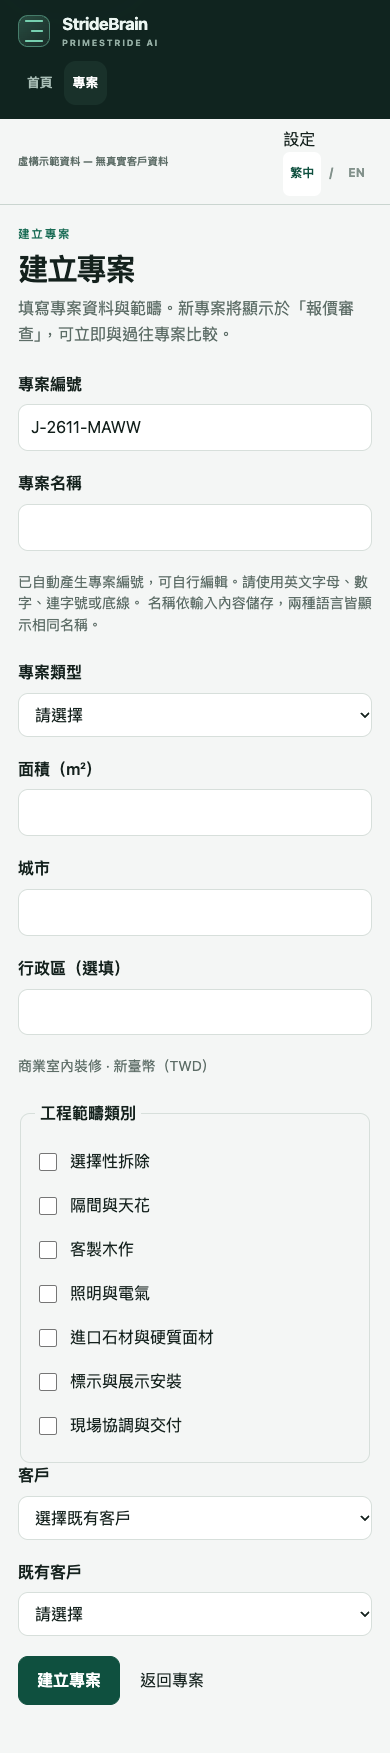 StrideBrain
PRIMESTRIDE AI
首頁 專案
虛構示範資料 — 無真實客戶資料
設定
繁中 / EN
建立專案
建立專案
填寫專案資料與範疇。新專案將顯示於「報價審
查」，可立即與過往專案比較。
專案編號
J-2611-MAWW
專案名稱
已自動產生專案編號，可自行編輯。請使用英文字母、數
字、連字號或底線。 名稱依輸入內容儲存，兩種語言皆顯
示相同名稱。
專案類型
請選擇
面積（m²）
城市
行政區（選填）
商業室內裝修 · 新臺幣（TWD）
工程範疇類別
選擇性拆除
隔間與天花
客製木作
照明與電氣
進口石材與硬質面材
標示與展示安裝
現場協調與交付
客戶
選擇既有客戶
既有客戶
請選擇
建立專案 返回專案